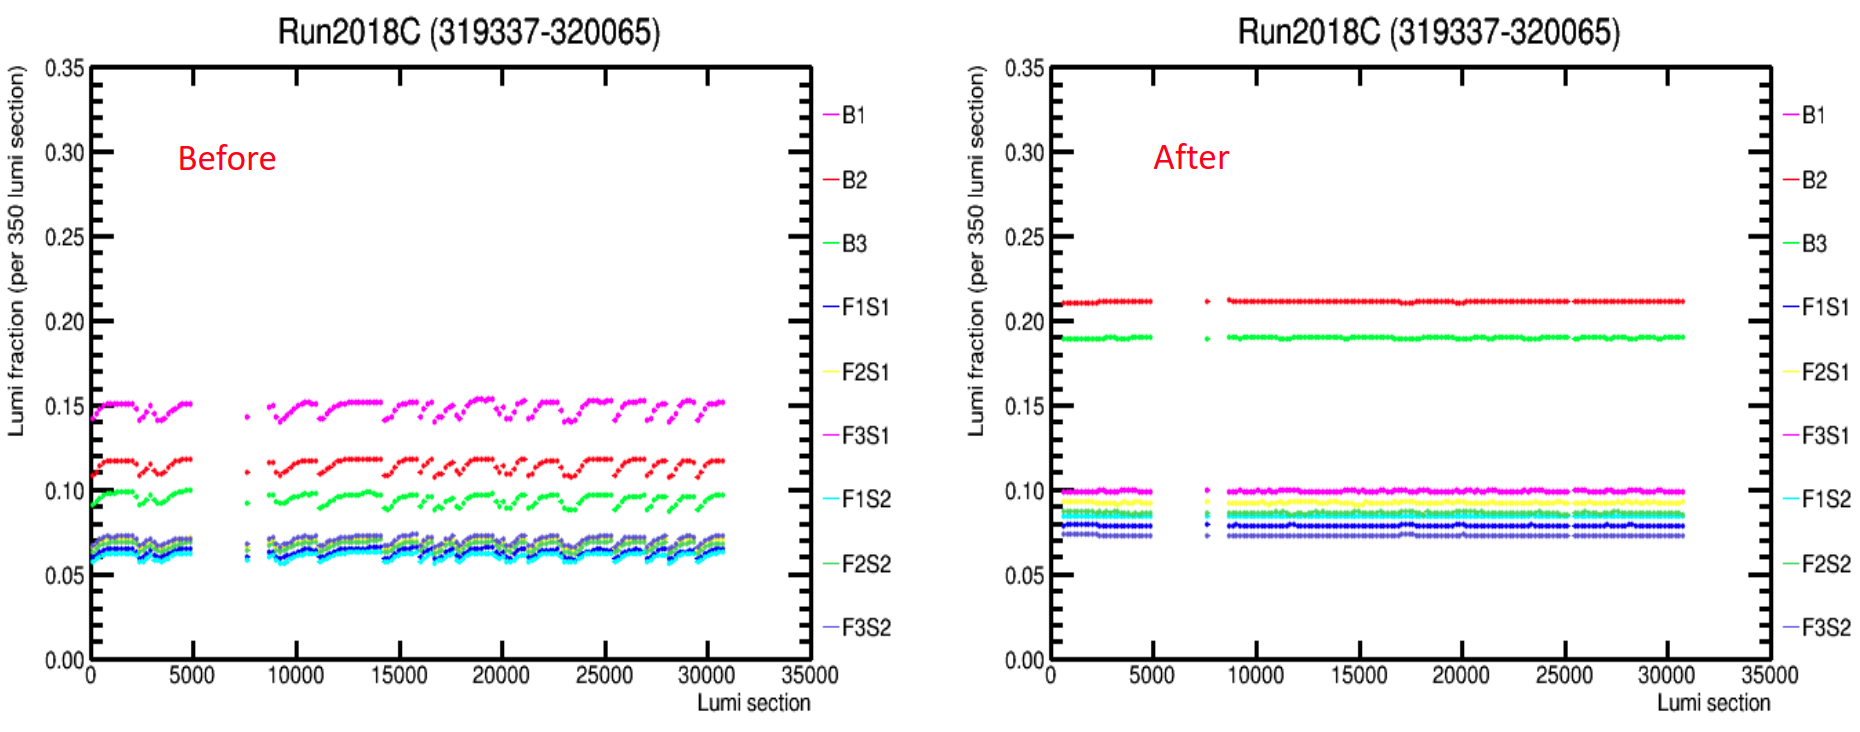 Run2018C (319337-320065)
Lumi fraction (per 350 lumi section)
0.35
0.30
0.25
0.20
0.15
0.10
0.05
0.00
Before
0
5000
10000
15000
20000
25000
30000
35000
Lumi section
B1
B2
B3
F1S1
F2S1
F3S1
F1S2
F2S2
F3S2
Run2018C (319337-320065)
Lumi fraction (per 350 lumi section)
0.35
0.30
0.25
0.20
0.15
0.10
0.05
0.00
After
0
5000
10000
15000
20000
25000
30000
35000
Lumi section
B1
B2
B3
F1S1
F2S1
F3S1
F1S2
F2S2
F3S2